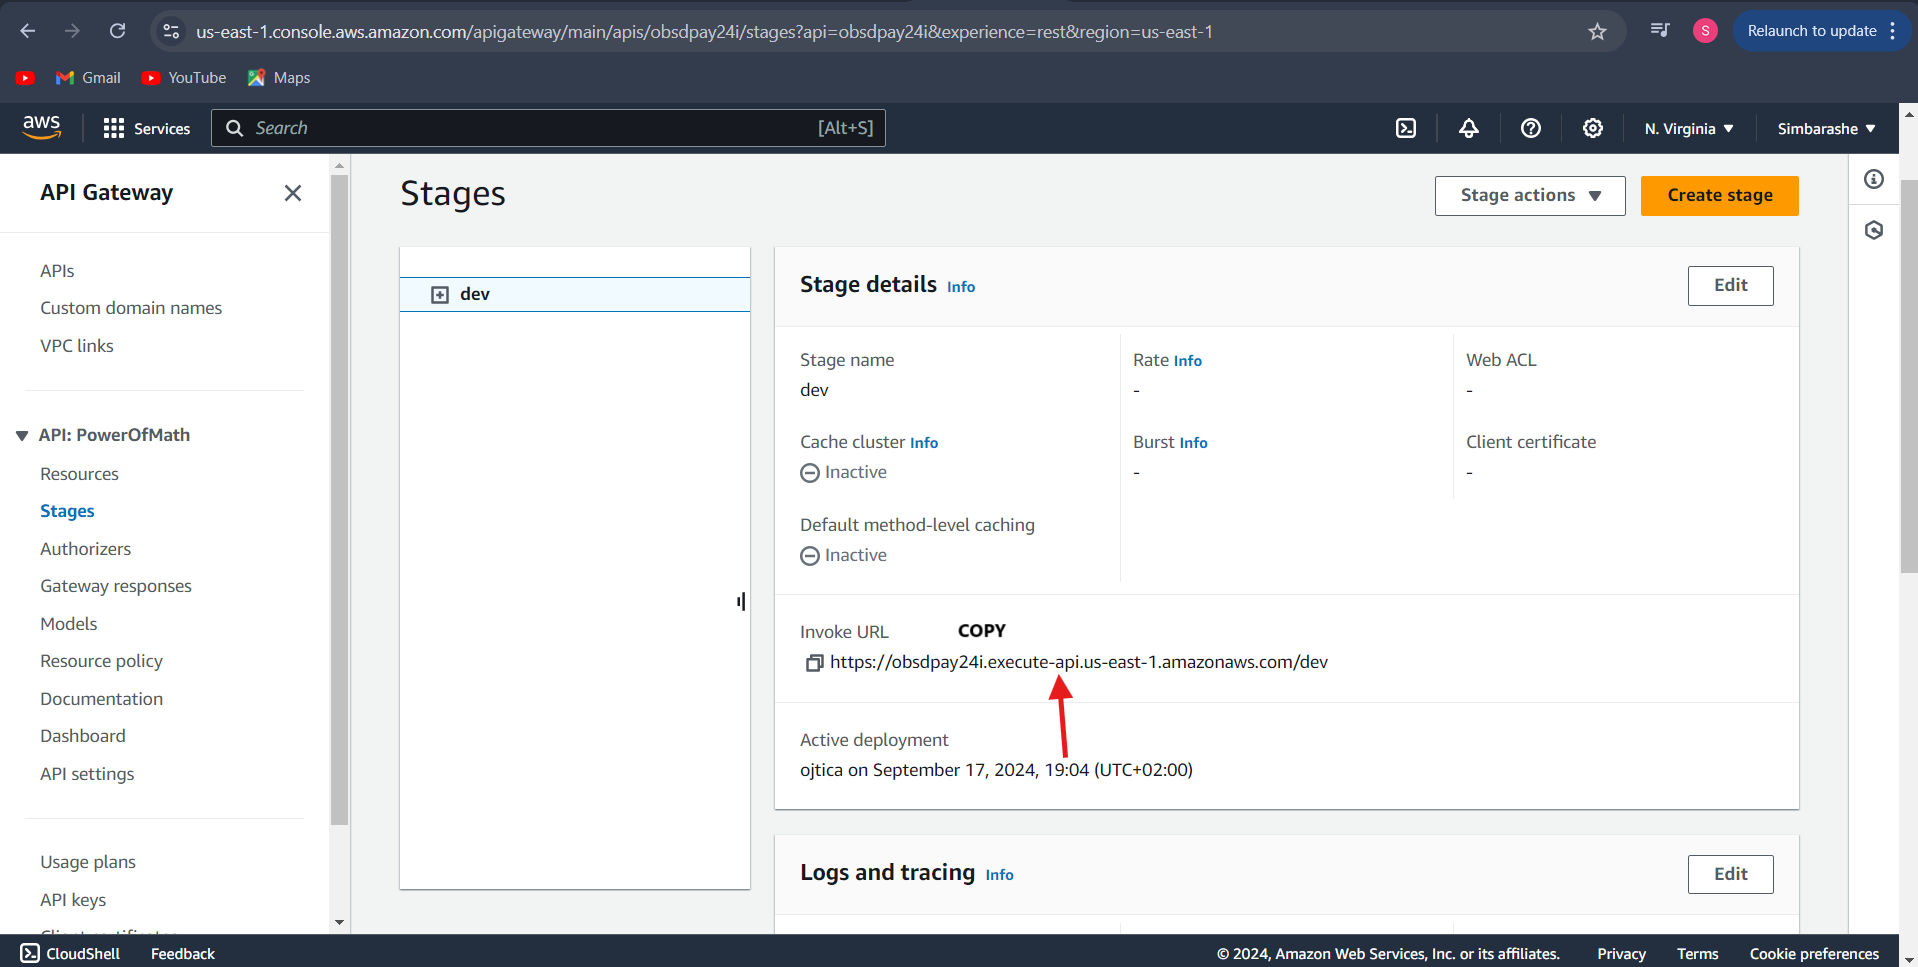 us-east-1.console.aws.amazon.com/apigateway/main/apis/obsdpay24i/stages?api=obsdpay24i&experience=rest&region=us-east-1
S
Relaunch to update
Gmail
YouTube
Maps
aws
Services
Search
[Alt+S]
N. Virginia
Simbarashe
API Gateway
APIs
Custom domain names
VPC links
API: PowerOfMath
Resources
Stages
Authorizers
Gateway responses
Models
Resource policy
Documentation
Dashboard
API settings
Usage plans
API keys
Stages
Stage actions
Create stage
dev
Stage details Info
Edit
Stage name
dev
Rate Info
-
Web ACL
-
Cache cluster Info
Inactive
Burst Info
-
Client certificate
-
Default method-level caching
Inactive
Invoke URL
COPY
https://obsdpay24i.execute-api.us-east-1.amazonaws.com/dev
Active deployment
ojtica on September 17, 2024, 19:04 (UTC+02:00)
Logs and tracing Info
Edit
CloudShell
Feedback
© 2024, Amazon Web Services, Inc. or its affiliates.
Privacy
Terms
Cookie preferences